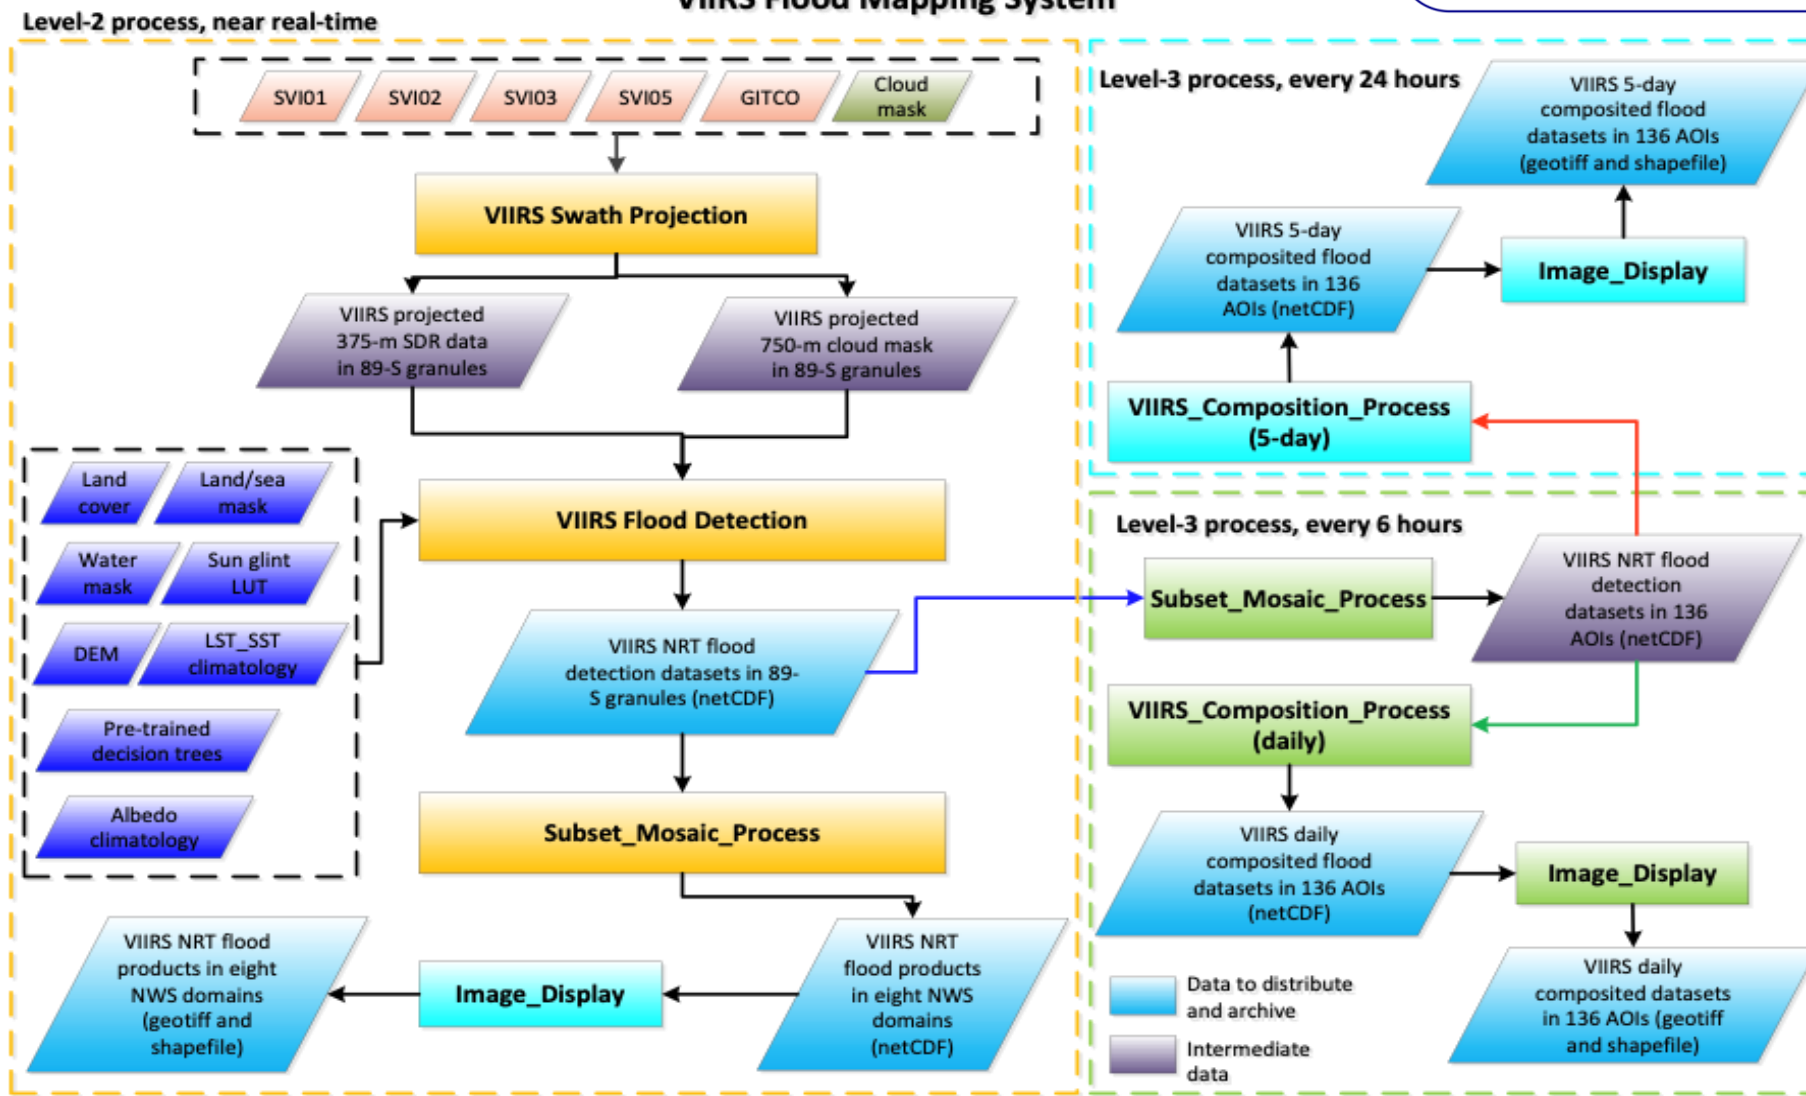 VIIRS Flood Mapping System
Level-2 process, near real-time
SVI01
SVI02
SVI03
SVI05
GITCO
Cloud
mask
VIIRS Swath Projection
VIIRS projected
375-m SDR data
in 89-S granules
VIIRS projected
750-m cloud mask
in 89-S granules
Land
cover
Land/sea
mask
Water
mask
Sun glint
LUT
DEM
LST_SST
climatology
Pre-trained
decision trees
Albedo
climatology
VIIRS Flood Detection
VIIRS NRT flood
detection datasets in 89-
S granules (netCDF)
Subset_Mosaic_Process
VIIRS NRT flood
products in eight
NWS domains
(geotiff and
shapefile)
Image_Display
VIIRS NRT
flood products
in eight NWS
domains
(netCDF)
Level-3 process, every 24 hours
VIIRS 5-day
composited flood
datasets in 136 AOIs
(geotiff and shapefile)
VIIRS 5-day
composited flood
datasets in 136
AOIs (netCDF)
Image_Display
VIIRS_Composition_Process
(5-day)
Level-3 process, every 6 hours
Subset_Mosaic_Process
VIIRS NRT flood
detection
datasets in 136
AOIs (netCDF)
VIIRS_Composition_Process
(daily)
VIIRS daily
composited flood
datasets in 136 AOIs
(netCDF)
Image_Display
VIIRS daily
composited datasets
in 136 AOIs (geotiff
and shapefile)
Data to distribute
and archive
Intermediate
data